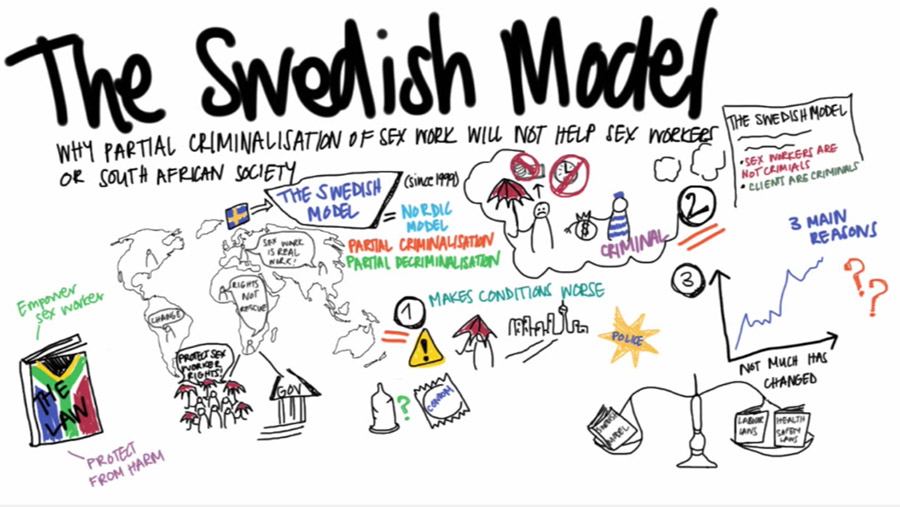 The Swedish Model
WHY PARTIAL CRIMINALISATION OF SEX WORK WILL NOT HELP SEX WORKERS
OR SOUTH AFRICAN SOCIETY
THE SWEDISH
MODEL
(since 1999)
= NORDIC
MODEL
PARTIAL CRIMINALISATION
PARTIAL DECRIMINALISATION
SEX WORK
IS REAL
WORK!
RIGHTS
NOT
RESCUE
CHANGE
PROTECT SEX
WORKER
RIGHTS!
GOV
Empower
sex worker
THE
LAW
PROTECT
FROM HARM
CRIMINAL
1
MAKES CONDITIONS WORSE
?
CONDOM
POLICE
2
THE SWEDISH MODEL
• SEX WORKERS ARE
NOT CRIMIALS
• CLIENT ARE CRIMINALS
3 MAIN
REASONS
? ?
3
NOT MUCH HAS
CHANGED
SWEDISH
MODEL
LABOUR
LAWS
HEALTH
SAFETY
LAWS